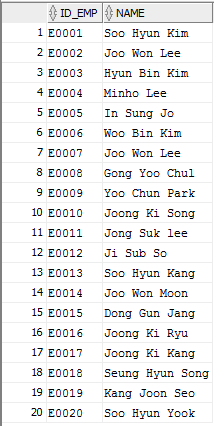 ID_EMP NAME
1 E0001 Soo Hyun Kim
2 E0002 Joo Won Lee
3 E0003 Hyun Bin Kim
4 E0004 Minho Lee
5 E0005 In Sung Jo
6 E0006 Woo Bin Kim
7 E0007 Joo Won Lee
8 E0008 Gong Yoo Chul
9 E0009 Yoo Chun Park
10 E0010 Joong Ki Song
11 E0011 Jong Suk lee
12 E0012 Ji Sub So
13 E0013 Soo Hyun Kang
14 E0014 Joo Won Moon
15 E0015 Dong Gun Jang
16 E0016 Joong Ki Ryu
17 E0017 Joong Ki Kang
18 E0018 Seung Hyun Song
19 E0019 Kang Joon Seo
20 E0020 Soo Hyun Yook